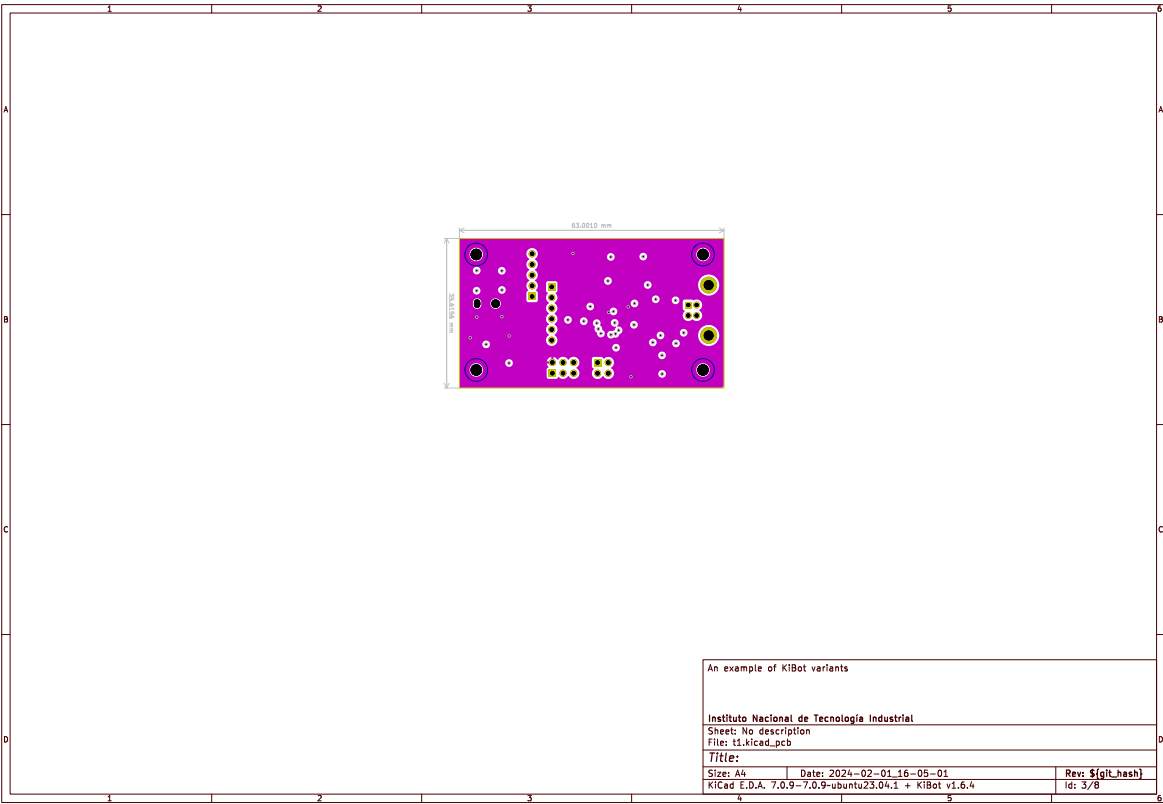 1 2 3 4 5 6
63.0010 mm
A A
35.6156 mm
B B
C C
An example of KiBot variants
Instituto Nacional de Tecnología Industrial
Sheet: No description
File: t1.kicad_pcb
D D
Title:
Size: A4 Date: 2024-02-01_16-05-01 Rev: ${git_hash}
KiCad E.D.A. 7.0.9-7.0.9~ubuntu23.04.1 + KiBot v1.6.4 Id: 3/8
1 2 3 4 5 6